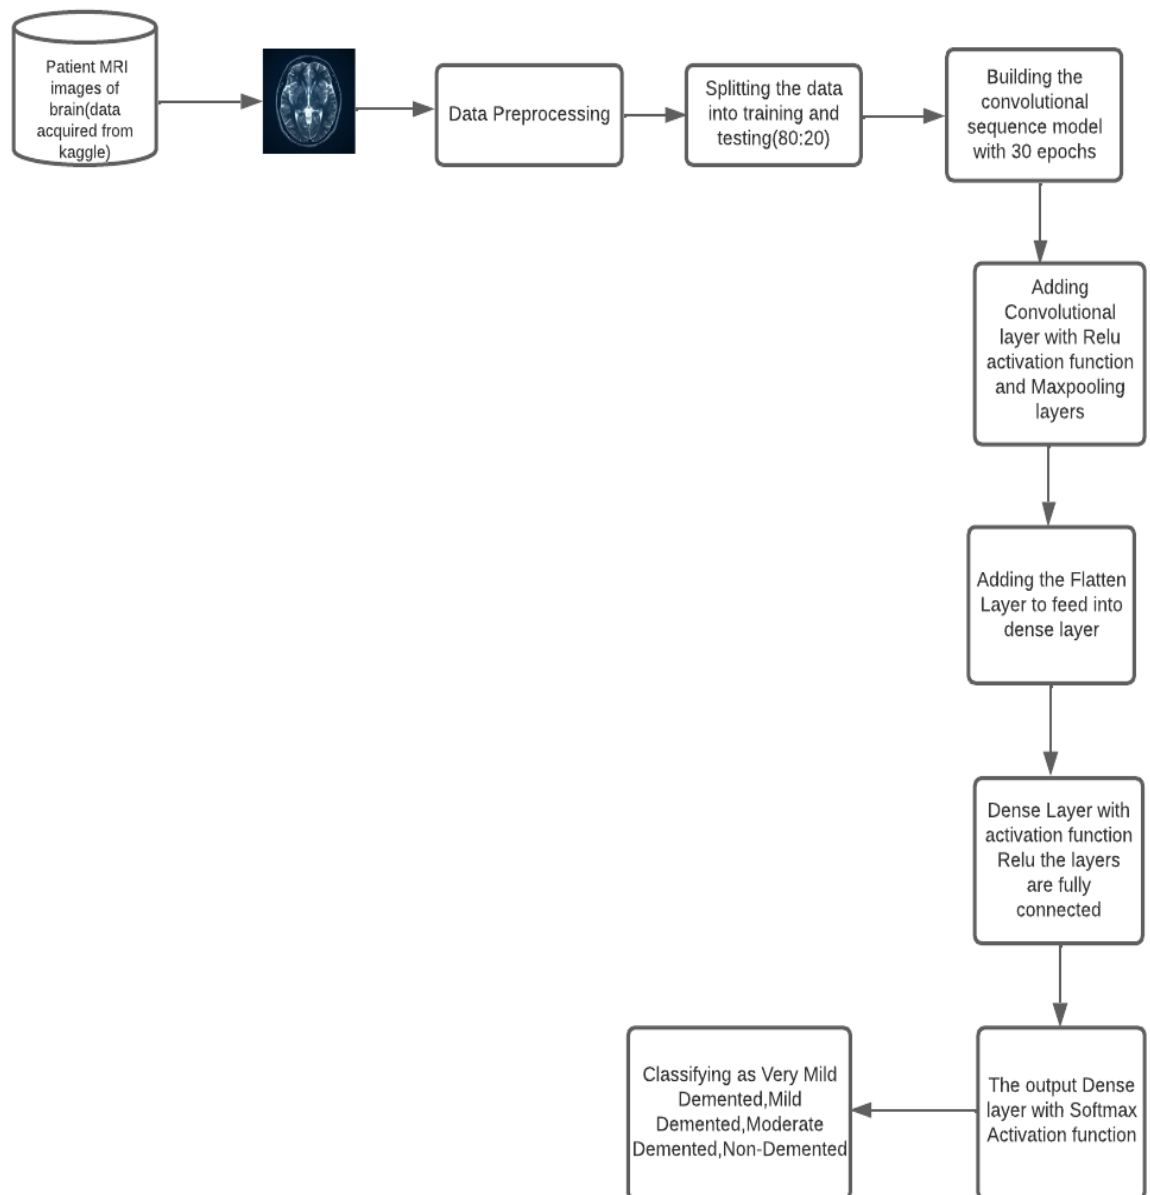 Patient MRI
images of
brain(data
acquired from
kaggle)
Data Preprocessing
Splitting the data
into training and
testing(80:20)
Building the
convolutional
sequence model
with 30 epochs
Adding
Convolutional
layer with Relu
activation function
and Maxpooling
layers
Adding the Flatten
Layer to feed into
dense layer
Dense Layer with
activation function
Relu the layers
are fully
connected
The output Dense
layer with Softmax
Activation function
Classifying as Very Mild
Demented,Mild
Demented,Moderate
Demented,Non-Demented